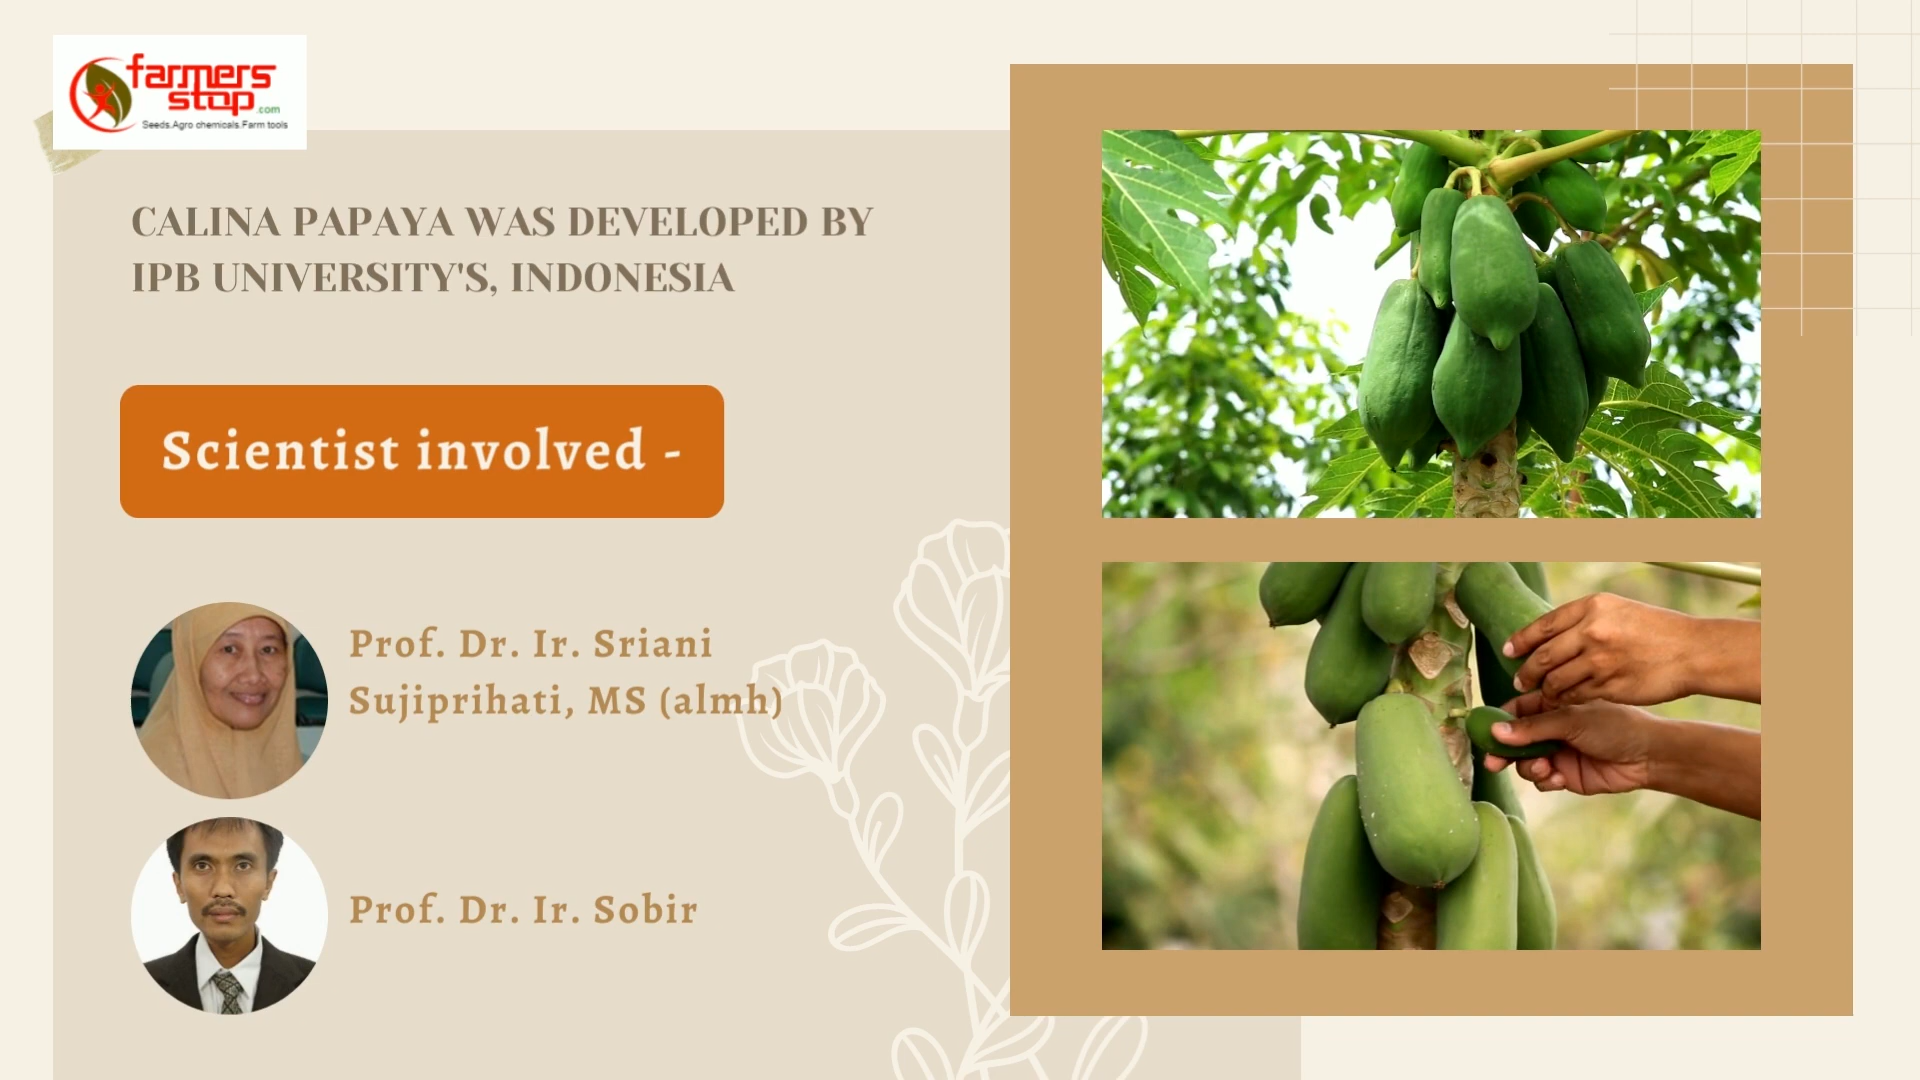 farmers
stop.com
Seeds.Agro chemicals.Farm tools
CALINA PAPAYA WAS DEVELOPED BY
IPB UNIVERSITY'S, INDONESIA
Scientist involved -
Prof. Dr. Ir. Sriani
Sujiprihati, MS (almh)
Prof. Dr. Ir. Sobir